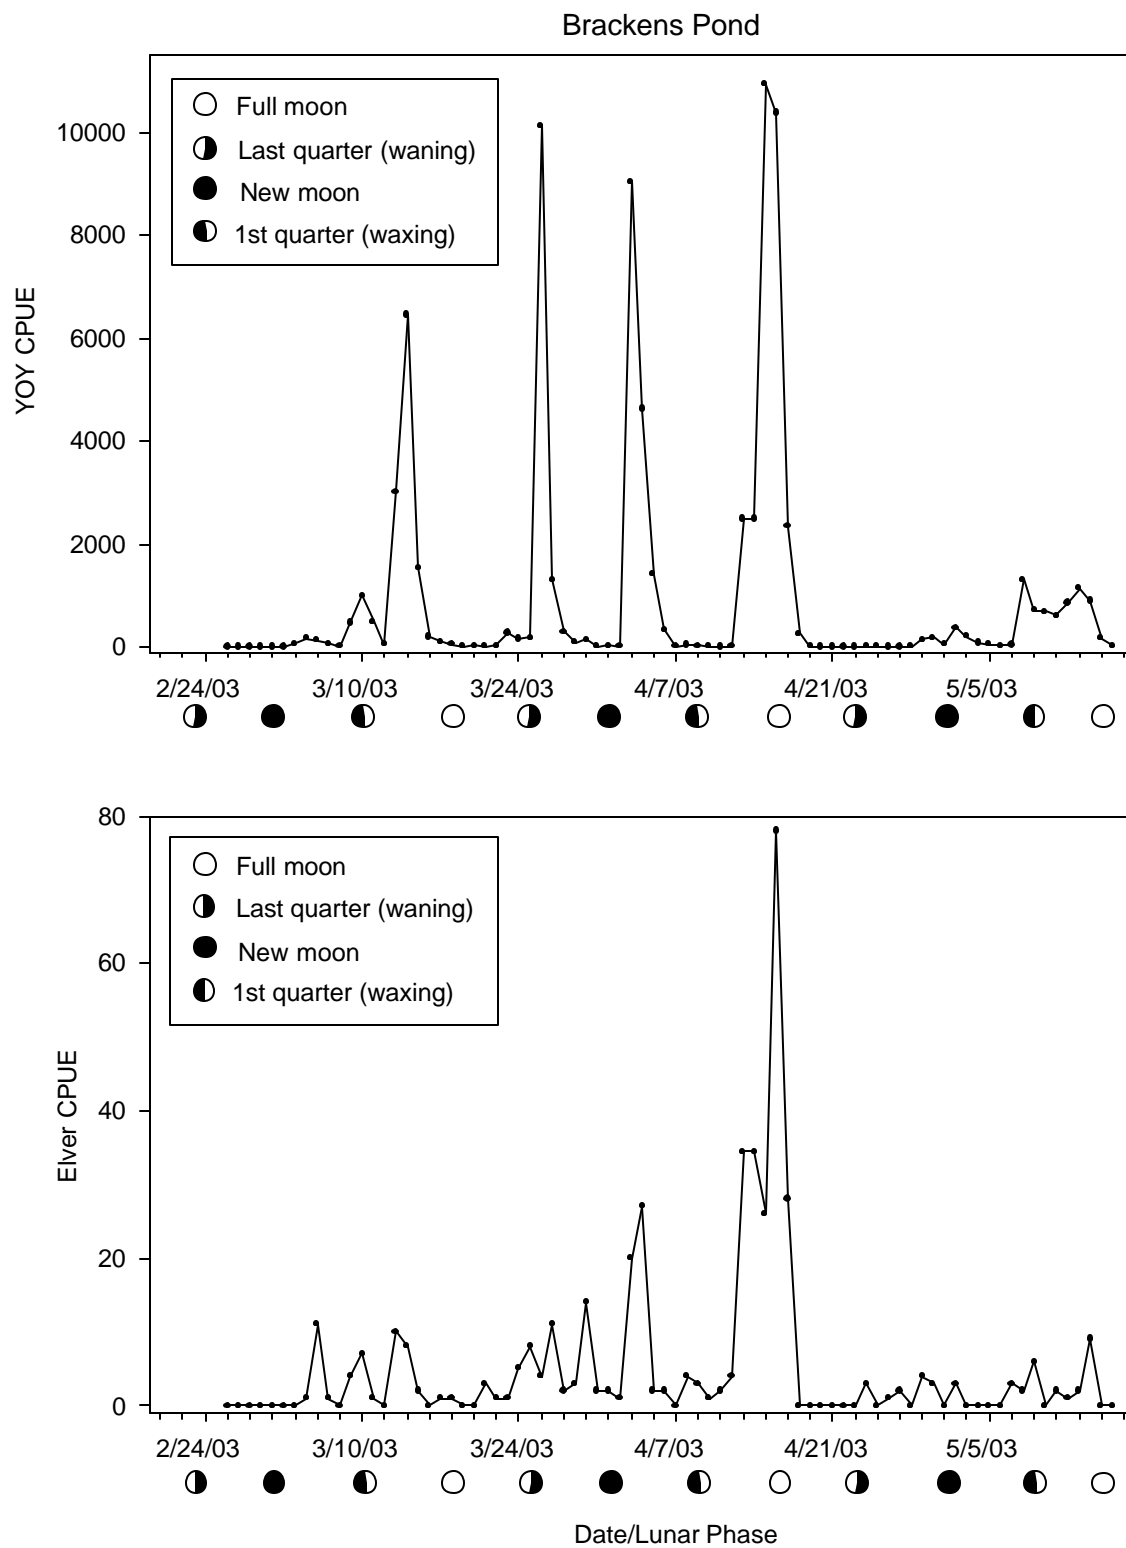 Brackens Pond
Full moon
Last quarter (waning)
New moon
1st quarter (waxing)
10000
8000
6000
4000
2000
0
YOY CPUE
2/24/03 3/10/03 3/24/03 4/7/03 4/21/03 5/5/03
80
60
40
20
0
Full moon
Last quarter (waning)
New moon
1st quarter (waxing)
Elver CPUE
2/24/03 3/10/03 3/24/03 4/7/03 4/21/03 5/5/03
Date/Lunar Phase